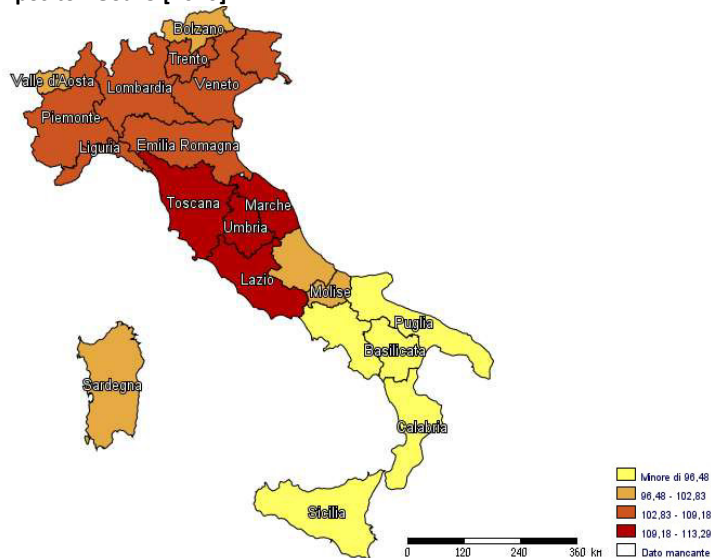 Bolzano
Trento
Valle d'Aosta
Lombardia
Veneto
Piemonte
Liguria
Emilia Romagna
Toscana
Marche
Umbria
Lazio
Molise
Puglia
Basilicata
Sardegna
Calabria
Sicilia
Minore di 96,48
96,48 - 102,83
102,83 - 109,18
109,18 - 113,29
Dato mancante
0 120 240 360 KM